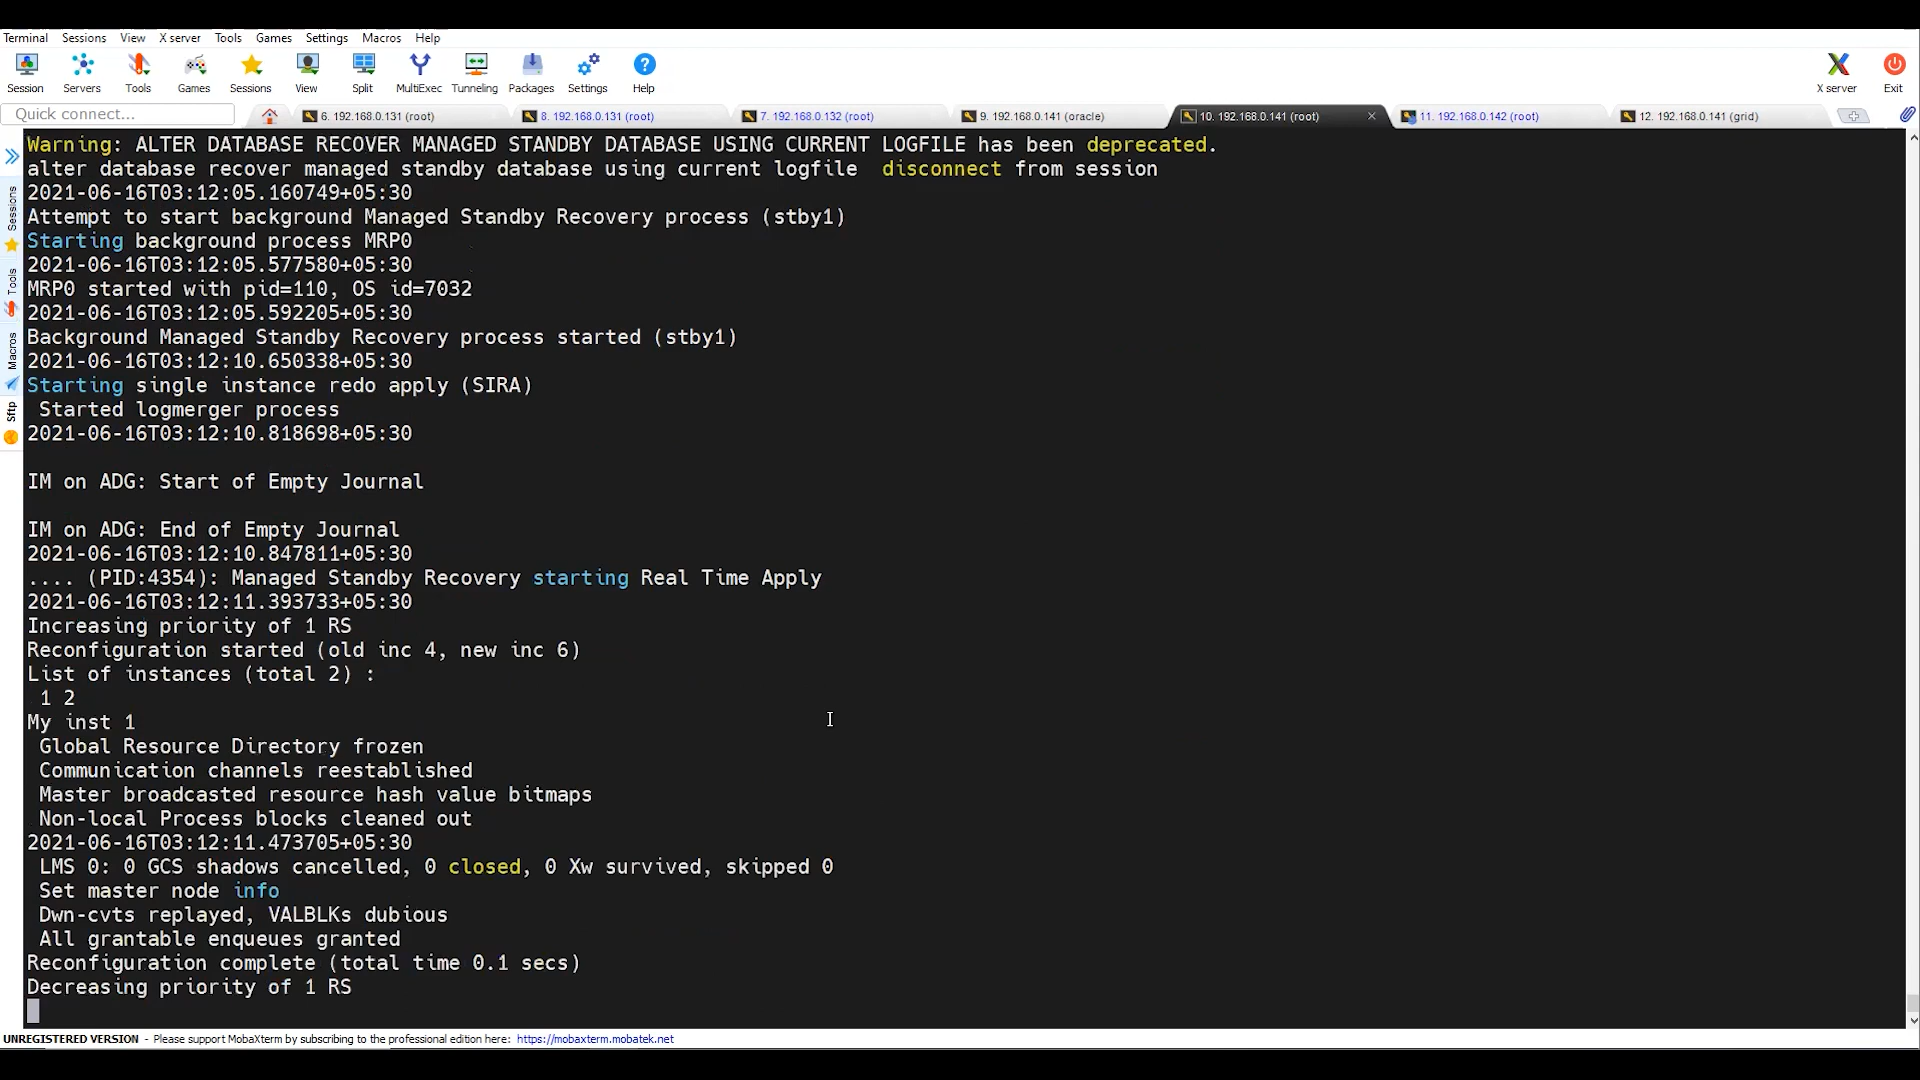 Terminal Sessions View X server Tools Games Settings Macros Help
Session Servers Tools Games Sessions View Split MultiExec Tunneling Packages Settings Help X server Exit
Quick connect... 6. 192.168.0.131 (root) 8. 192.168.0.131 (root) 7. 192.168.0.132 (root) 9. 192.168.0.141 (oracle) 10. 192.168.0.141 (root) 11. 192.168.0.142 (root) 12. 192.168.0.141 (grid)
Sessions
Tools
Macros
Sftp
Warning: ALTER DATABASE RECOVER MANAGED STANDBY DATABASE USING CURRENT LOGFILE has been deprecated.
alter database recover managed standby database using current logfile  disconnect from session
2021-06-16T03:12:05.160749+05:30
Attempt to start background Managed Standby Recovery process (stby1)
Starting background process MRP0
2021-06-16T03:12:05.577580+05:30
MRP0 started with pid=110, OS id=7032
2021-06-16T03:12:05.592205+05:30
Background Managed Standby Recovery process started (stby1)
2021-06-16T03:12:10.650338+05:30
Starting single instance redo apply (SIRA)
Started logmerger process
2021-06-16T03:12:10.818698+05:30
IM on ADG: Start of Empty Journal
IM on ADG: End of Empty Journal
2021-06-16T03:12:10.847811+05:30
.... (PID:4354): Managed Standby Recovery starting Real Time Apply
2021-06-16T03:12:11.393733+05:30
Increasing priority of 1 RS
Reconfiguration started (old inc 4, new inc 6)
List of instances (total 2) :
1 2
My inst 1
Global Resource Directory frozen
Communication channels reestablished
Master broadcasted resource hash value bitmaps
Non-local Process blocks cleaned out
2021-06-16T03:12:11.473705+05:30
LMS 0: 0 GCS shadows cancelled, 0 closed, 0 Xw survived, skipped 0
Set master node info
Dwn-cvts replayed, VALBLKs dubious
All grantable enqueues granted
Reconfiguration complete (total time 0.1 secs)
Decreasing priority of 1 RS
UNREGISTERED VERSION - Please support MobaXterm by subscribing to the professional edition here: https://mobaxterm.mobatek.net